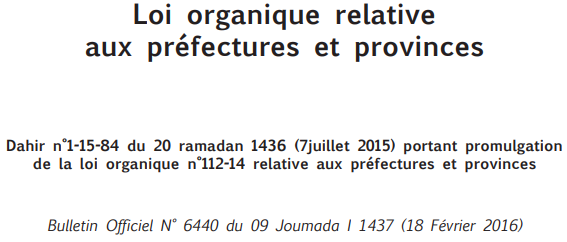 Loi organique relative
aux préfectures et provinces
Dahir n°1-15-84 du 20 ramadan 1436 (7juillet 2015) portant promulgation
de la loi organique n°112-14 relative aux préfectures et provinces
Bulletin Officiel N° 6440 du 09 Joumada I 1437 (18 Février 2016)